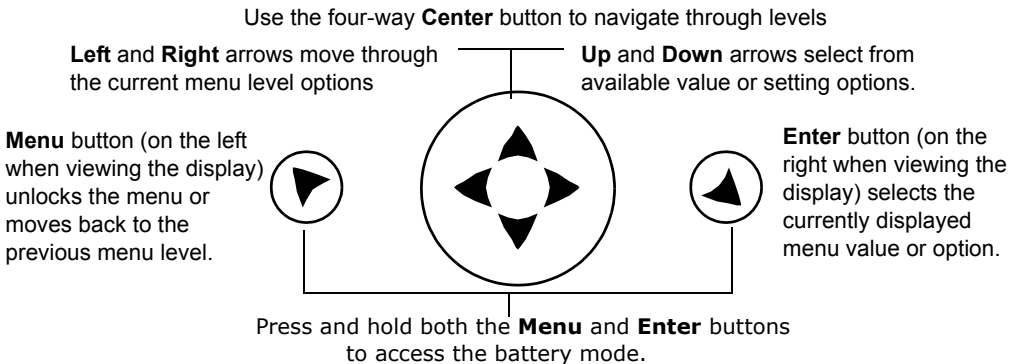 Use the four-way Center button to navigate through levels
Left and Right arrows move through
the current menu level options
Up and Down arrows select from
available value or setting options.
Menu button (on the left
when viewing the display)
unlocks the menu or
moves back to the
previous menu level.
Enter button (on the
right when viewing the
display) selects the
currently displayed
menu value or option.
Press and hold both the Menu and Enter buttons
to access the battery mode.